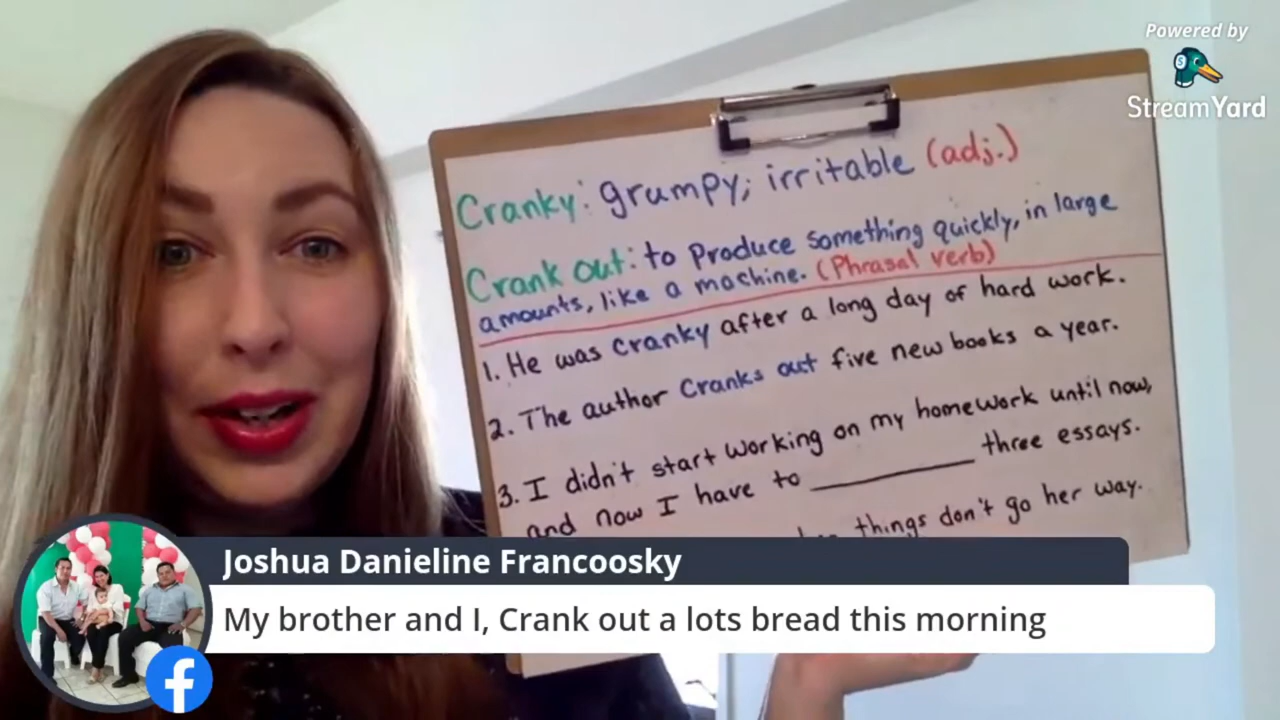 Powered by
StreamYard
Cranky: grumpy; irritable (adj.)
Crank out: to produce something quickly, in large
amounts, like a machine. (Phrasal verb)
1. He was cranky after a long day of hard work.
2. The author Cranks out five new books a year.
3. I didn't start working on my homework until now,
and now I have to __________ three essays.
things don't go her way.
Joshua Danieline Francoosky
My brother and I, Crank out a lots bread this morning